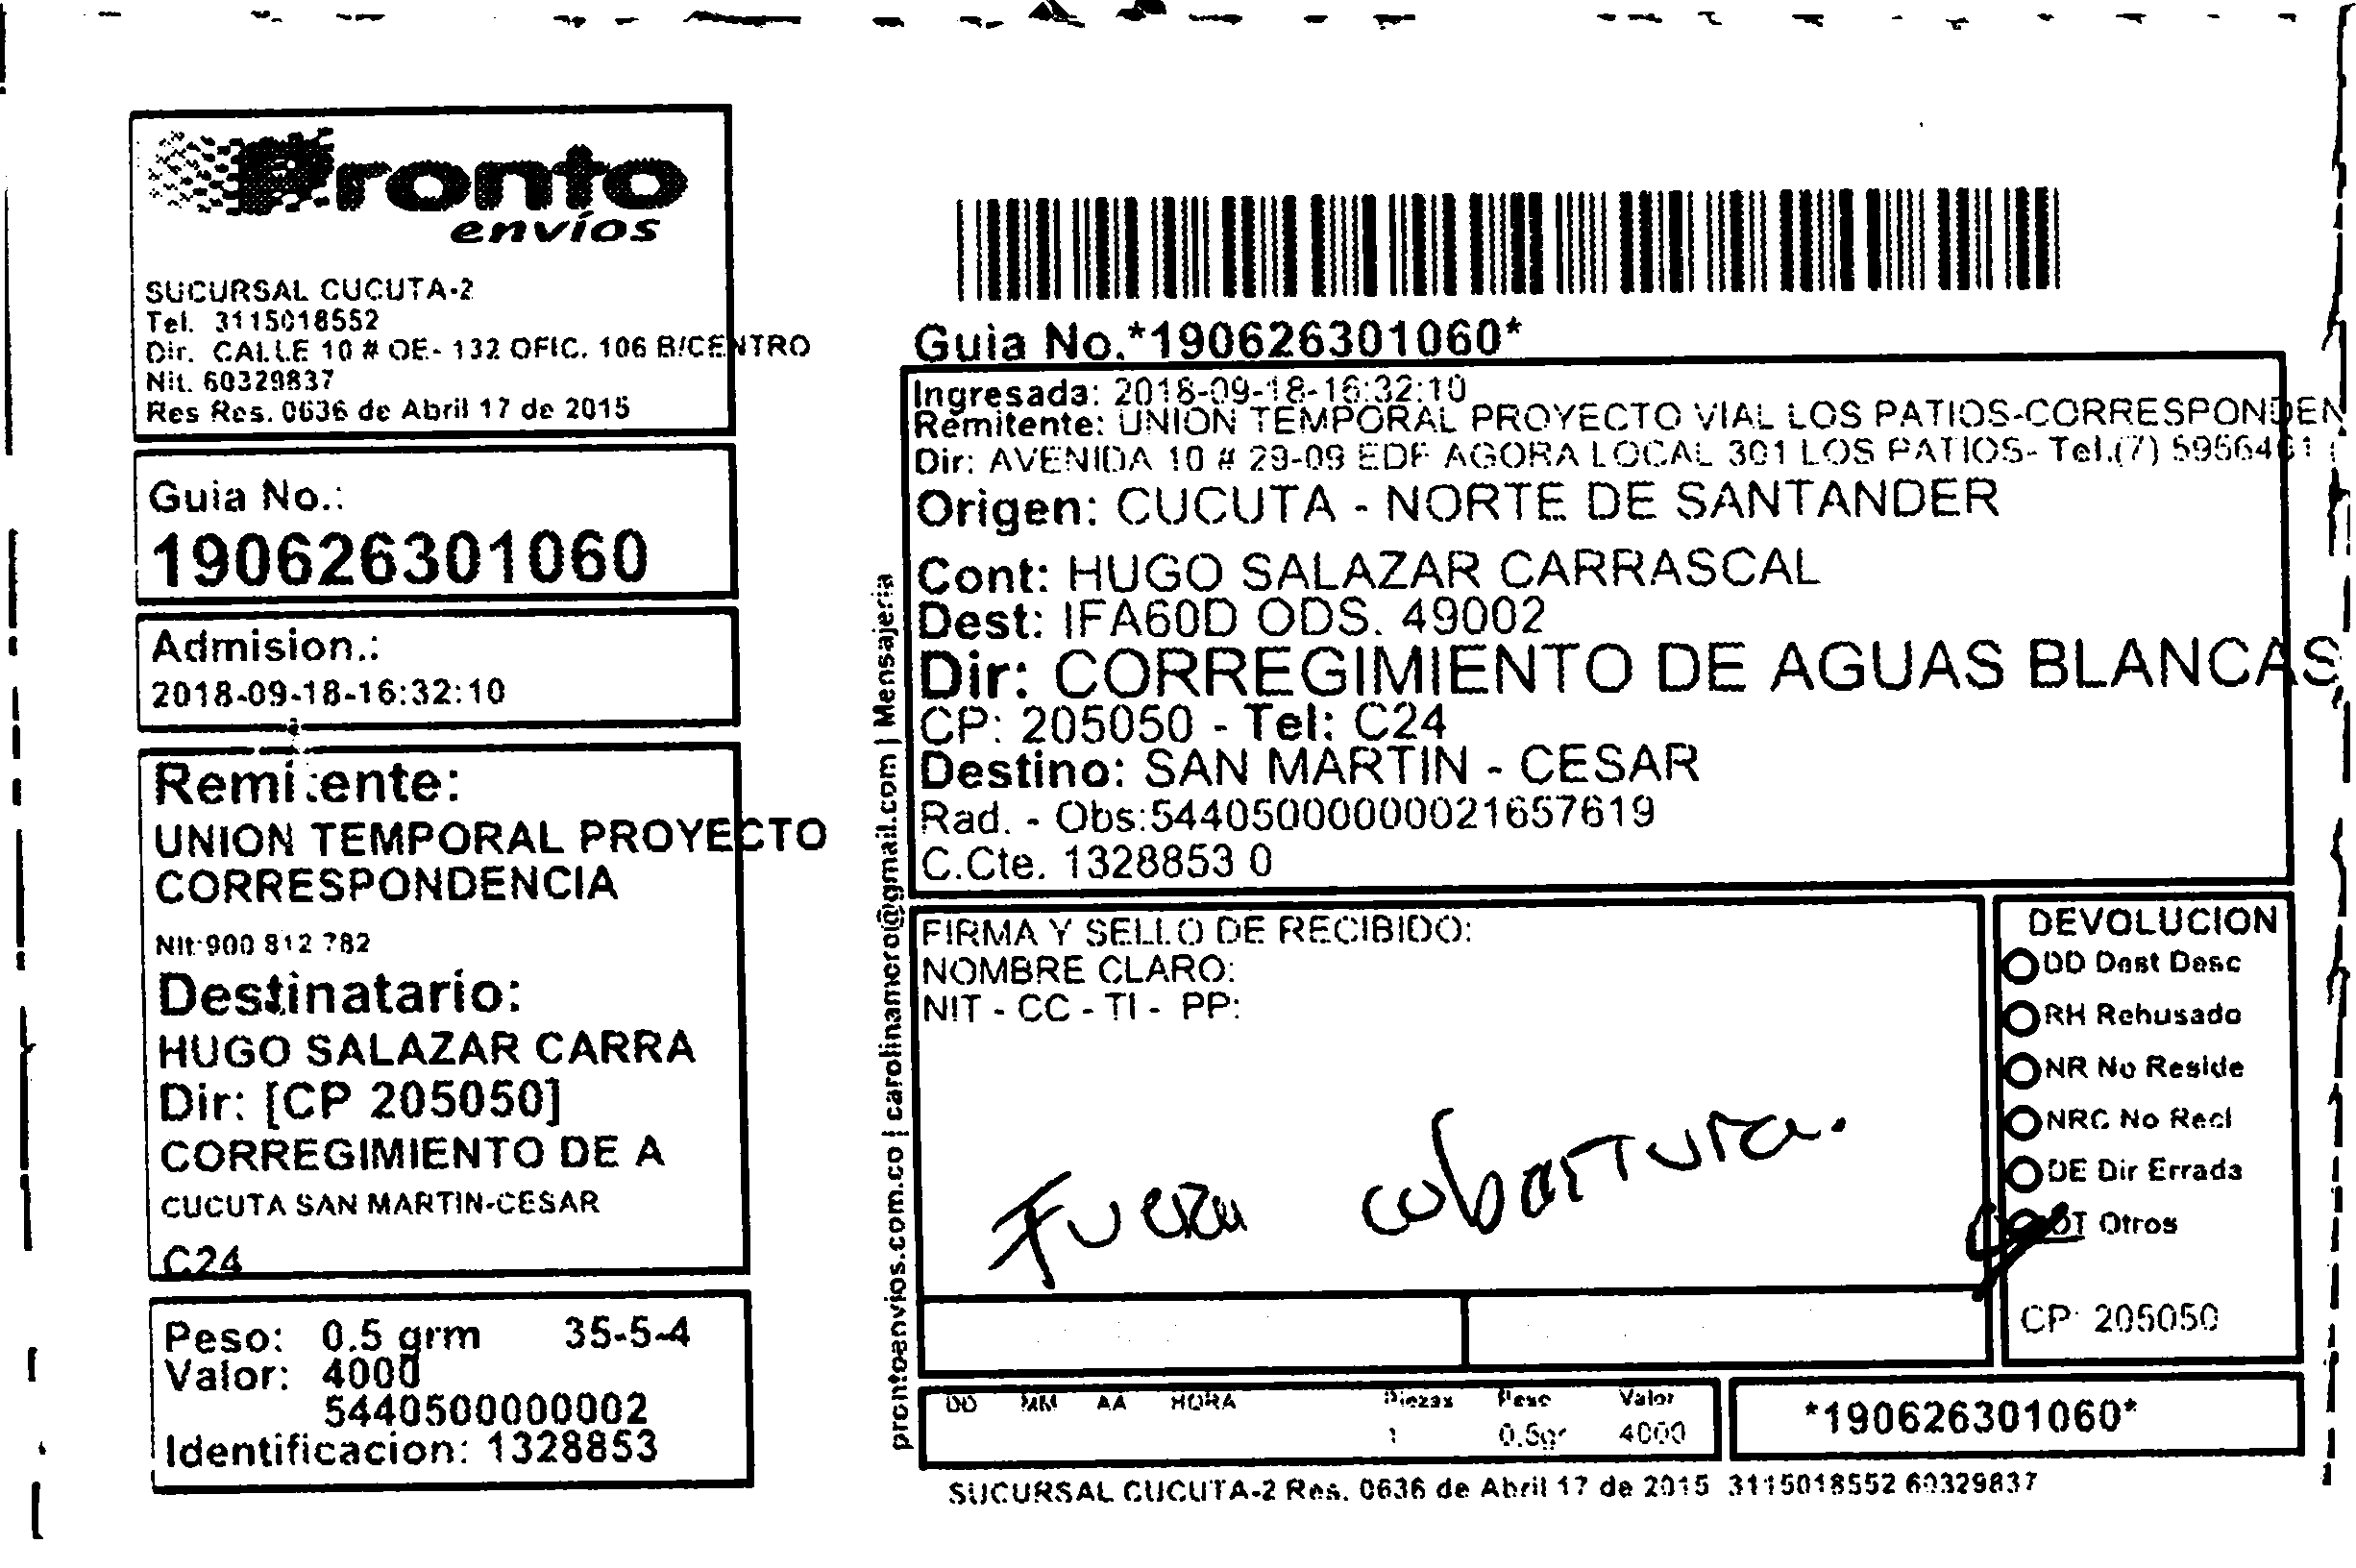 Pronto
envíos
SUCURSAL CUCUTA-2
Tel. 3115018552
Dir. CALLE 10 # OE- 132 OFIC. 106 B/CENTRO
Nit. 60329837
Res Res. 0636 de Abril 17 de 2015
Guia No.:
190626301060
Admision.:
2018-09-18-16:32:10
Remitente:
UNION TEMPORAL PROYECTO
CORRESPONDENCIA
Nit:900 812 782
Destinatario:
HUGO SALAZAR CARRA
Dir: [CP 205050]
CORREGIMIENTO DE A
CUCUTA SAN MARTIN-CESAR
C24
Peso: 0.5 grm 35-5-4
Valor: 4000
5440500000002
Identificacion: 1328853
prontoenvios.com.co | carolinamero@gmail.com | Mensajeria
Guia No.*190626301060*
Ingresada: 2018-09-18-16:32:10
Remitente: UNION TEMPORAL PROYECTO VIAL LOS PATIOS-CORRESPONDEN
Dir: AVENIDA 10 # 29-09 EDF AGORA LOCAL 301 LOS PATIOS- Tel.(7) 5956461 (
Origen: CUCUTA - NORTE DE SANTANDER
Cont: HUGO SALAZAR CARRASCAL
Dest: IFA60D ODS. 49002
Dir: CORREGIMIENTO DE AGUAS BLANCAS
CP: 205050 - Tel: C24
Destino: SAN MARTIN - CESAR
Rad. - Obs:544050000000021657619
C.Cte. 1328853 0
FIRMA Y SELLO DE RECIBIDO:
NOMBRE CLARO:
NIT - CC - TI - PP:
Fuera cobertura.
DEVOLUCION
DD Dest Desc
RH Rehusado
NR No Reside
NRC No Recl
DE Dir Errada
OT Otros
CP: 205050
DD MM AA HORA Piezas Peso Valor
1 0.5gr 4000
*190626301060*
SUCURSAL CUCUTA-2 Res. 0636 de Abril 17 de 2015 3115018552 60329837